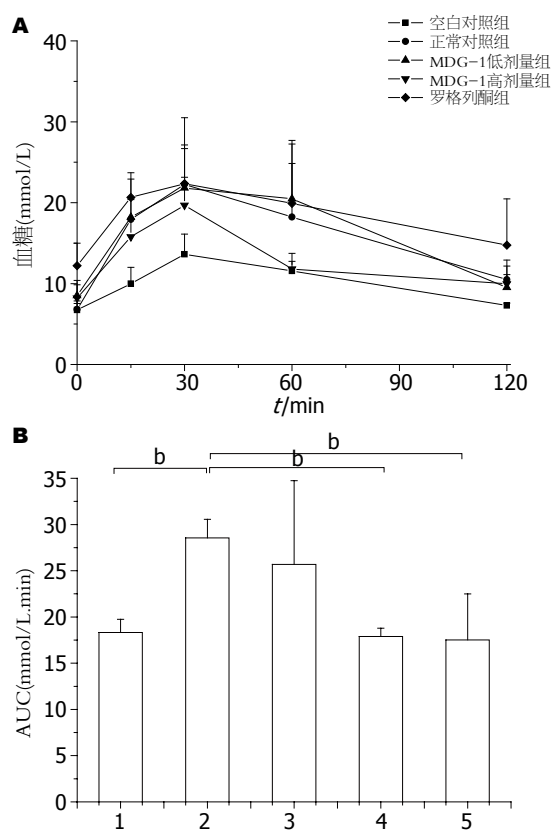 A
空白对照组
正常对照组
MDG-1低剂量组
MDG-1高剂量组
罗格列酮组
40
30
20
10
0
血糖(mmol/L)
0 30 60 90 120
t/min
B
b
b b
35
30
25
20
15
10
5
0
AUC(mmol/L.min)
1 2 3 4 5